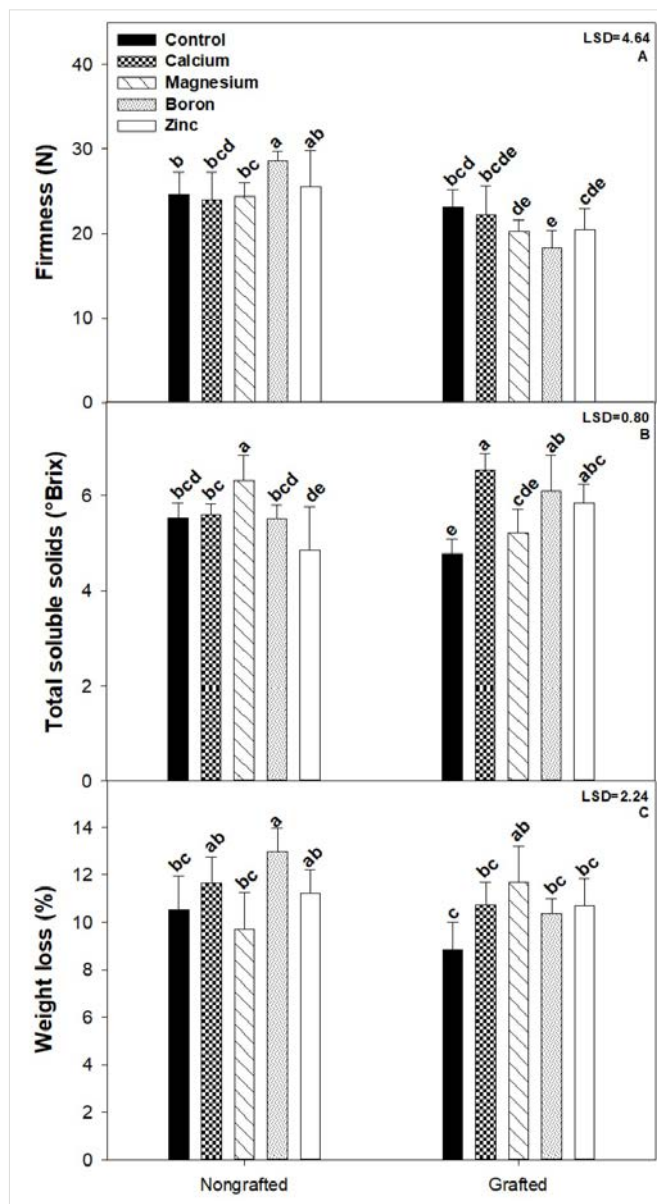 LSD=4.64
A
Control
Calcium
Magnesium
Boron
Zinc
40
30
20
10
0
Firmness (N)
b bcd bc a ab
bcd bcde de e cde
LSD=0.80
B
6
4
2
0
Total soluble solids (°Brix)
bcd bc a bcd de
e a cde ab abc
LSD=2.24
C
14
12
10
8
6
4
2
0
Weight loss (%)
bc ab bc a ab
c bc ab bc bc
Nongrafted Grafted